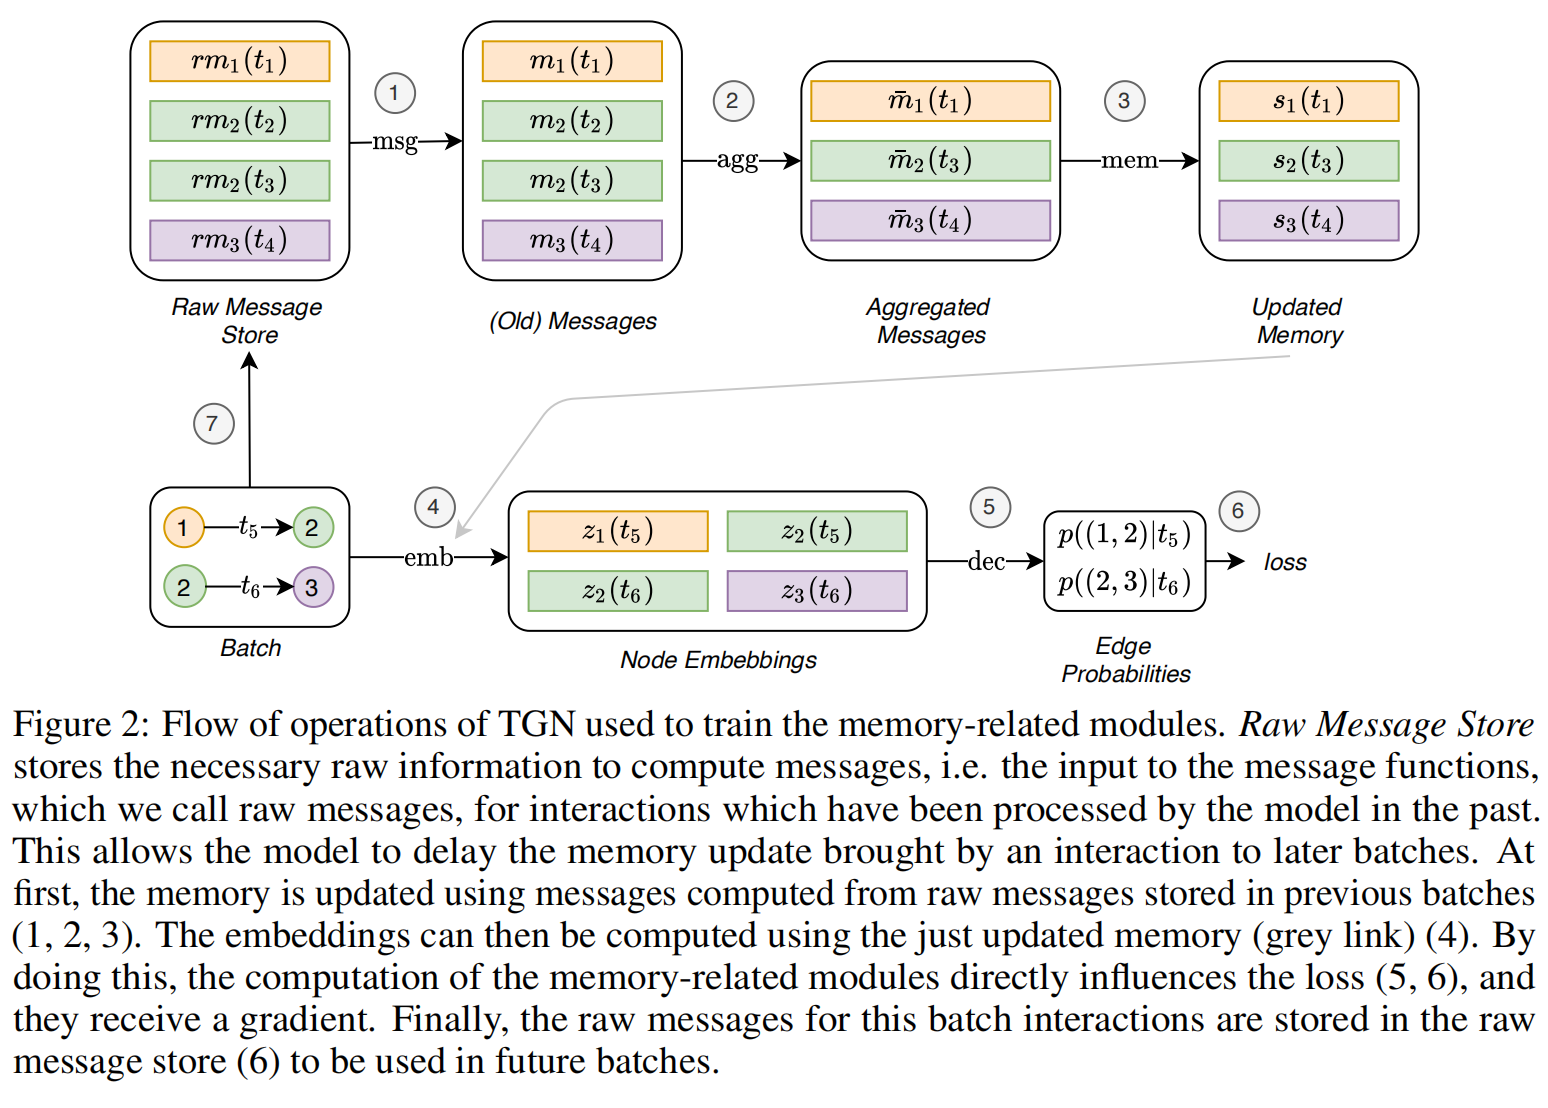 rm₁(t₁)
rm₂(t₂)
rm₂(t₃)
rm₃(t₄)
Raw Message
Store
1
msg
m₁(t₁)
m₂(t₂)
m₂(t₃)
m₃(t₄)
(Old) Messages
2
agg
m̄₁(t₁)
m̄₂(t₃)
m̄₃(t₄)
Aggregated
Messages
3
mem
s₁(t₁)
s₂(t₃)
s₃(t₄)
Updated
Memory
7
1 t₅ 2
2 t₆ 3
Batch
4
emb
z₁(t₅) z₂(t₅)
z₂(t₆) z₃(t₆)
Node Embebbings
5
dec
p((1, 2)|t₅)
p((2, 3)|t₆)
Edge
Probabilities
6
loss
Figure 2: Flow of operations of TGN used to train the memory-related modules. Raw Message Store
stores the necessary raw information to compute messages, i.e. the input to the message functions,
which we call raw messages, for interactions which have been processed by the model in the past.
This allows the model to delay the memory update brought by an interaction to later batches. At
first, the memory is updated using messages computed from raw messages stored in previous batches
(1, 2, 3). The embeddings can then be computed using the just updated memory (grey link) (4). By
doing this, the computation of the memory-related modules directly influences the loss (5, 6), and
they receive a gradient. Finally, the raw messages for this batch interactions are stored in the raw
message store (6) to be used in future batches.